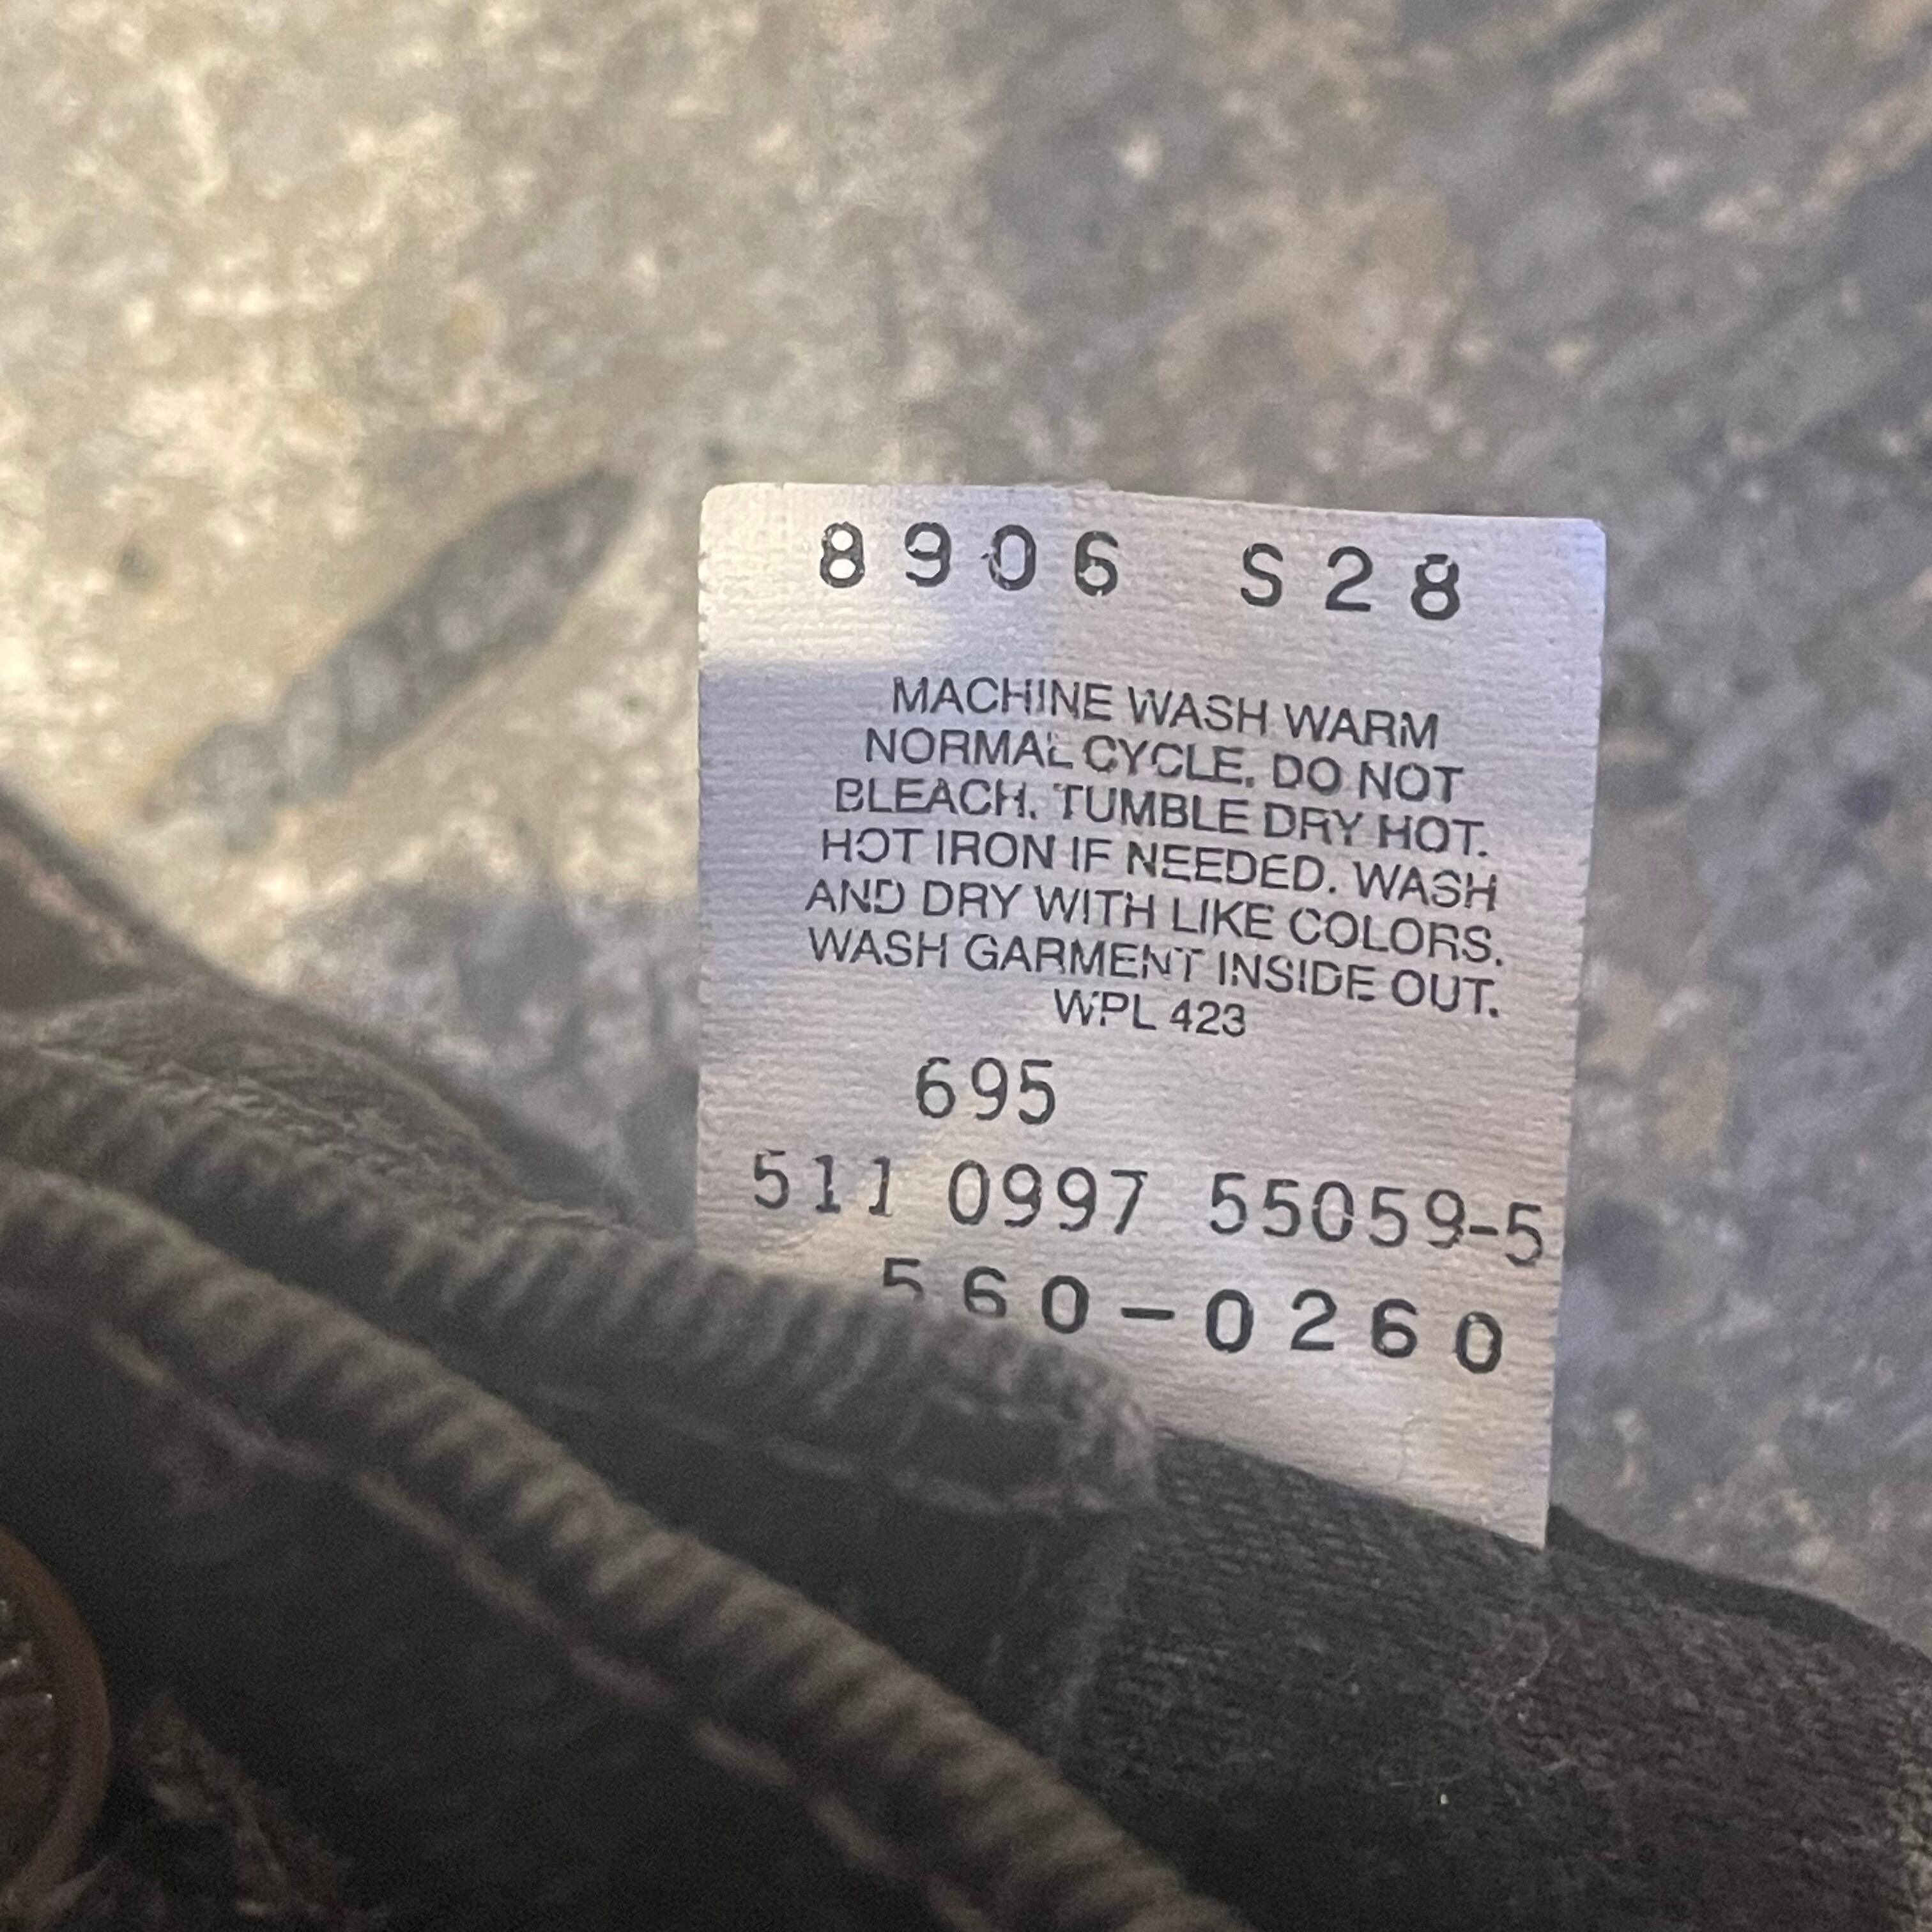 8906 S28
MACHINE WASH WARM
NORMAL CYCLE. DO NOT
BLEACH. TUMBLE DRY HOT.
HOT IRON IF NEEDED. WASH
AND DRY WITH LIKE COLORS.
WASH GARMENT INSIDE OUT.
WPL 423
695
511 0997 55059-5
560-0260